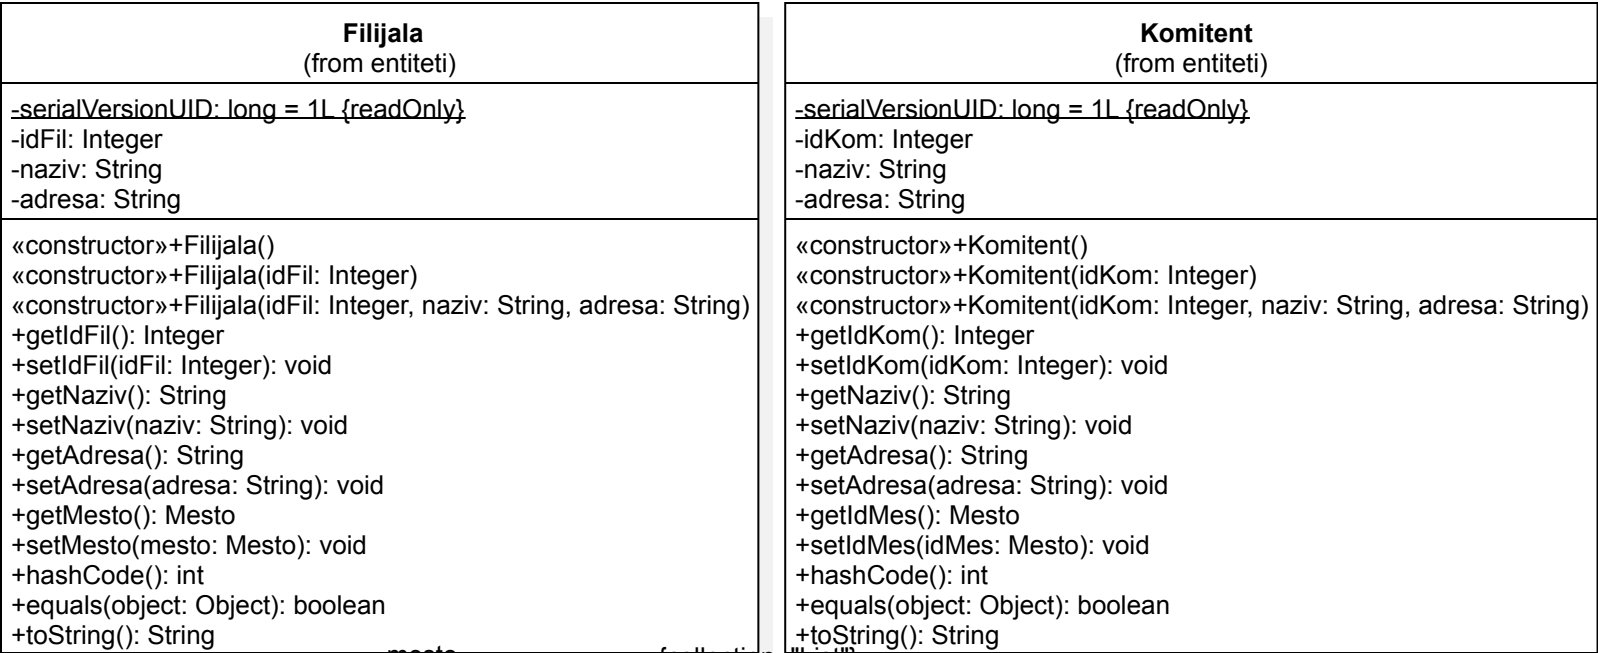 Filijala
(from entiteti)
-serialVersionUID: long = 1L {readOnly}
-idFil: Integer
-naziv: String
-adresa: String
«constructor»+Filijala()
«constructor»+Filijala(idFil: Integer)
«constructor»+Filijala(idFil: Integer, naziv: String, adresa: String)
+getIdFil(): Integer
+setIdFil(idFil: Integer): void
+getNaziv(): String
+setNaziv(naziv: String): void
+getAdresa(): String
+setAdresa(adresa: String): void
+getMesto(): Mesto
+setMesto(mesto: Mesto): void
+hashCode(): int
+equals(object: Object): boolean
+toString(): String
Komitent
(from entiteti)
-serialVersionUID: long = 1L {readOnly}
-idKom: Integer
-naziv: String
-adresa: String
«constructor»+Komitent()
«constructor»+Komitent(idKom: Integer)
«constructor»+Komitent(idKom: Integer, naziv: String, adresa: String)
+getIdKom(): Integer
+setIdKom(idKom: Integer): void
+getNaziv(): String
+setNaziv(naziv: String): void
+getAdresa(): String
+setAdresa(adresa: String): void
+getIdMes(): Mesto
+setIdMes(idMes: Mesto): void
+hashCode(): int
+equals(object: Object): boolean
+toString(): String